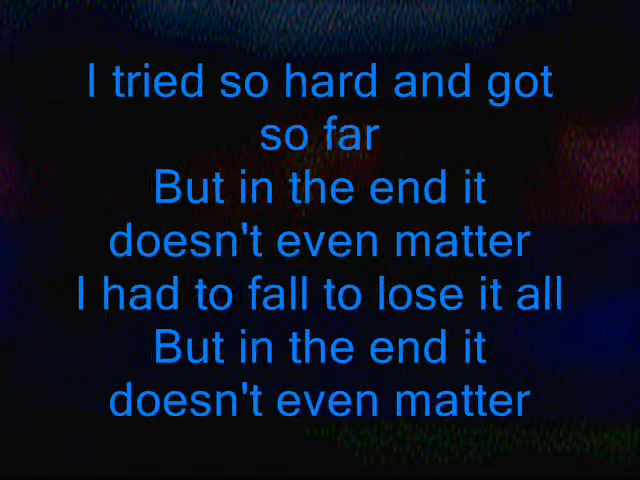 I tried so hard and got
so far
But in the end it
doesn't even matter
I had to fall to lose it all
But in the end it
doesn't even matter